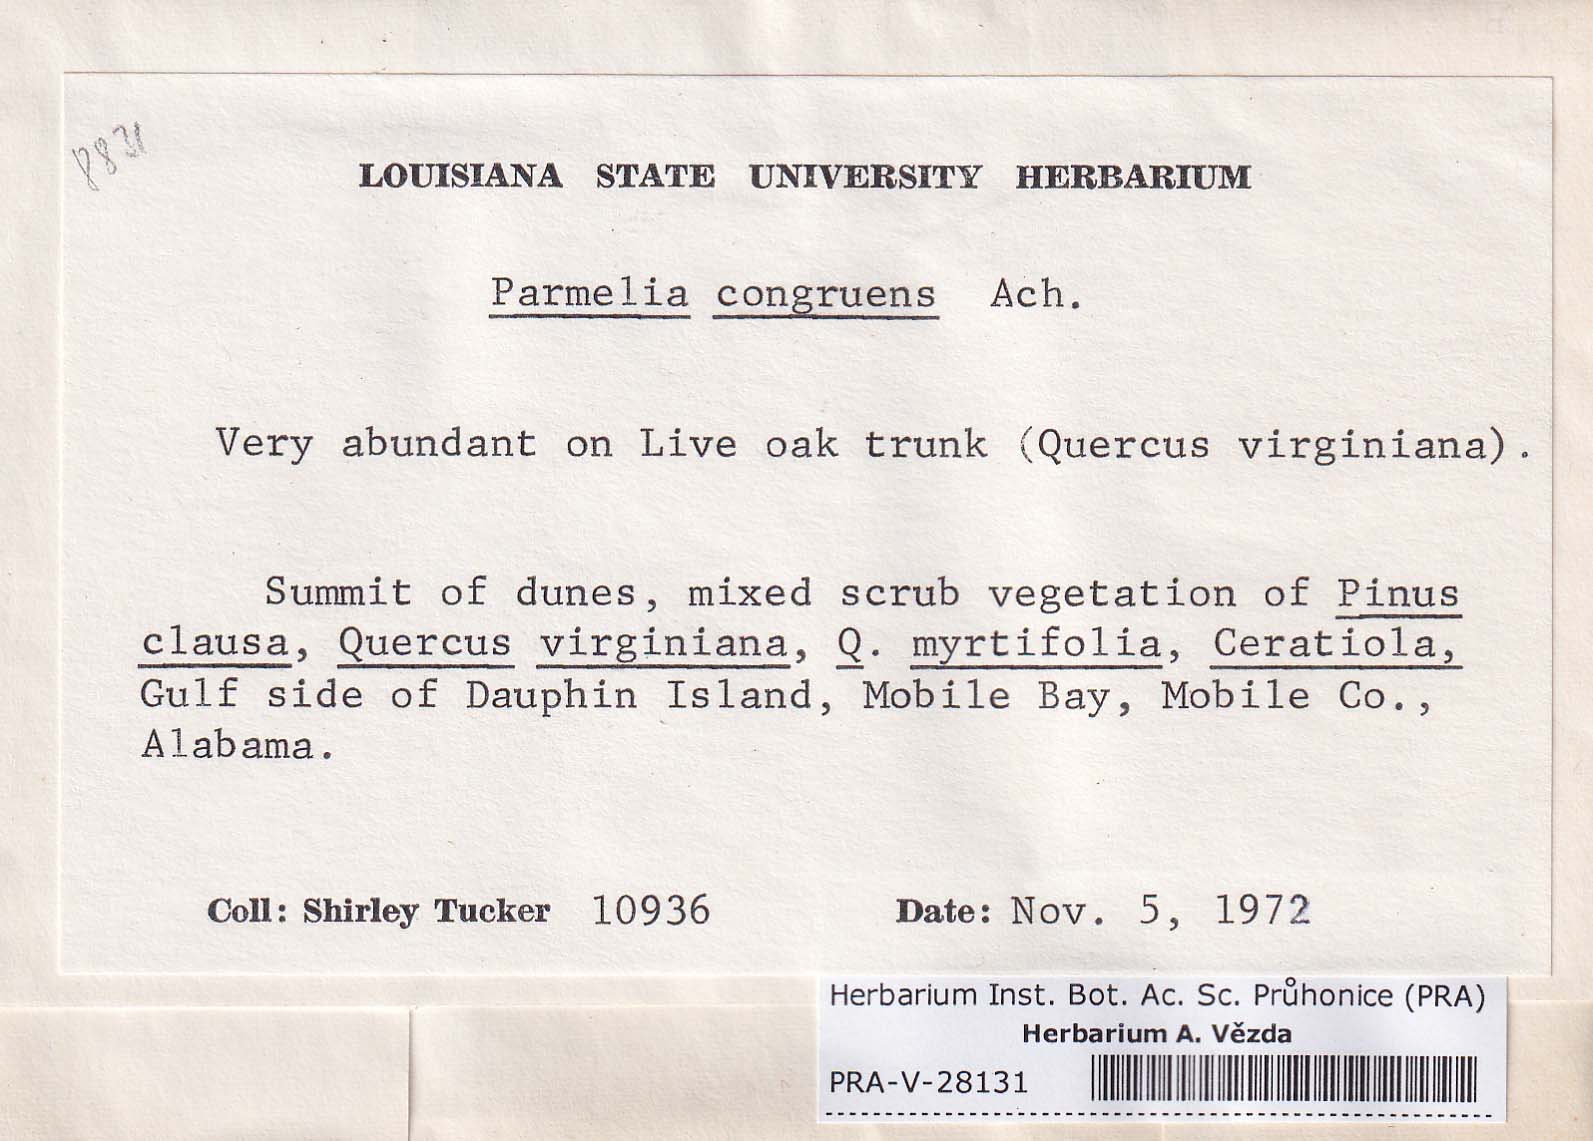 8831
LOUISIANA STATE UNIVERSITY HERBARIUM
Parmelia congruens Ach.
Very abundant on Live oak trunk (Quercus virginiana).
Summit of dunes, mixed scrub vegetation of Pinus
clausa, Quercus virginiana, Q. myrtifolia, Ceratiola,
Gulf side of Dauphin Island, Mobile Bay, Mobile Co.,
Alabama.
Coll: Shirley Tucker 10936 Date: Nov. 5, 1972
Herbarium Inst. Bot. Ac. Sc. Průhonice (PRA)
Herbarium A. Vězda
PRA-V-28131